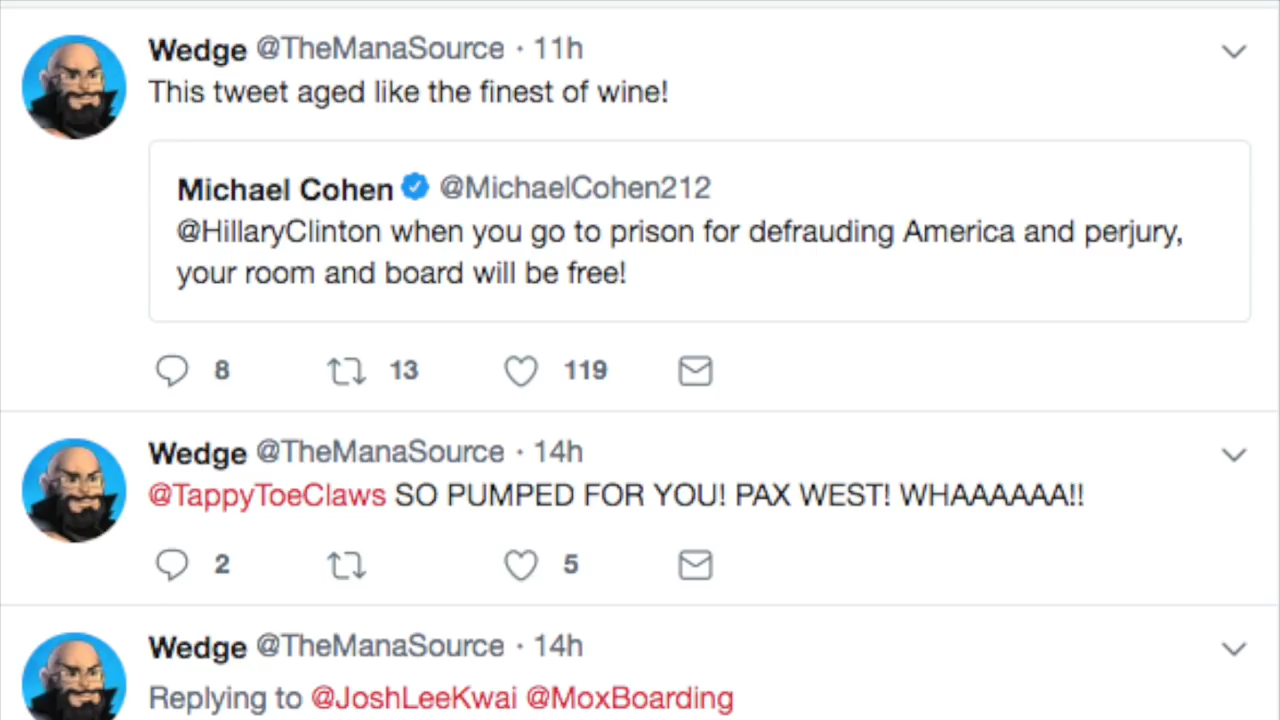 Wedge @TheManaSource · 11h
This tweet aged like the finest of wine!
Michael Cohen @MichaelCohen212
@HillaryClinton when you go to prison for defrauding America and perjury,
your room and board will be free!
8 13 119
Wedge @TheManaSource · 14h
@TappyToeClaws SO PUMPED FOR YOU! PAX WEST! WHAAAAAA!!
2 5
Wedge @TheManaSource · 14h
Replying to @JoshLeeKwai @MoxBoarding